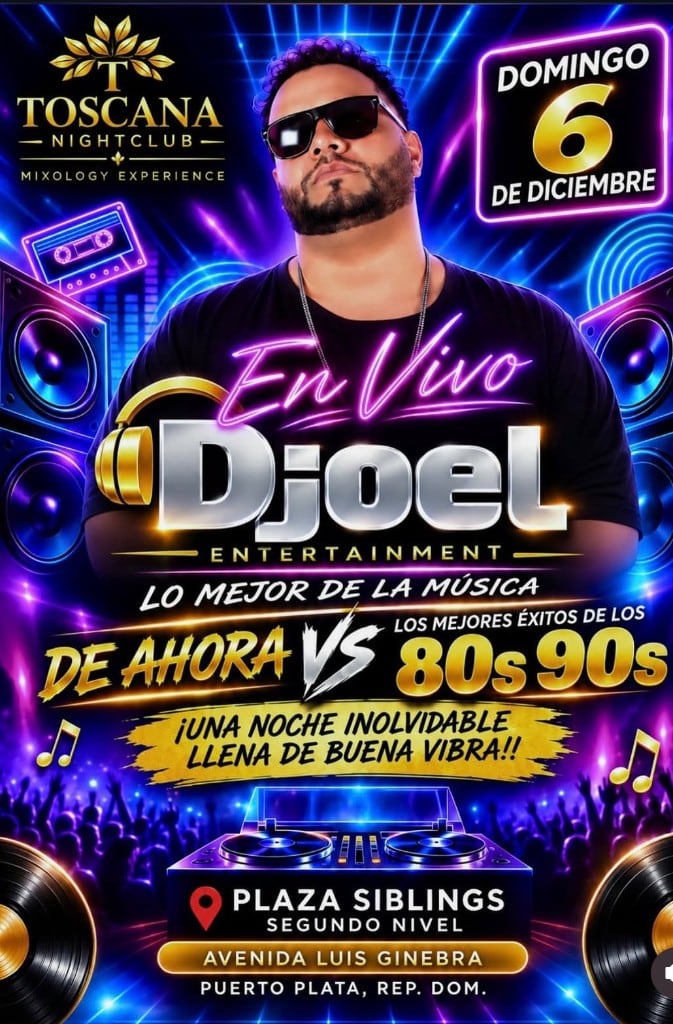 T
TOSCANA
NIGHTCLUB
MIXOLOGY EXPERIENCE
DOMINGO
6
DE DICIEMBRE
En Vivo
Djoel
ENTERTAINMENT
LO MEJOR DE LA MÚSICA
DE AHORA
VS
LOS MEJORES ÉXITOS DE LOS
80s 90s
¡UNA NOCHE INOLVIDABLE
LLENA DE BUENA VIBRA!!
PLAZA SIBLINGS
SEGUNDO NIVEL
AVENIDA LUIS GINEBRA
PUERTO PLATA, REP. DOM.